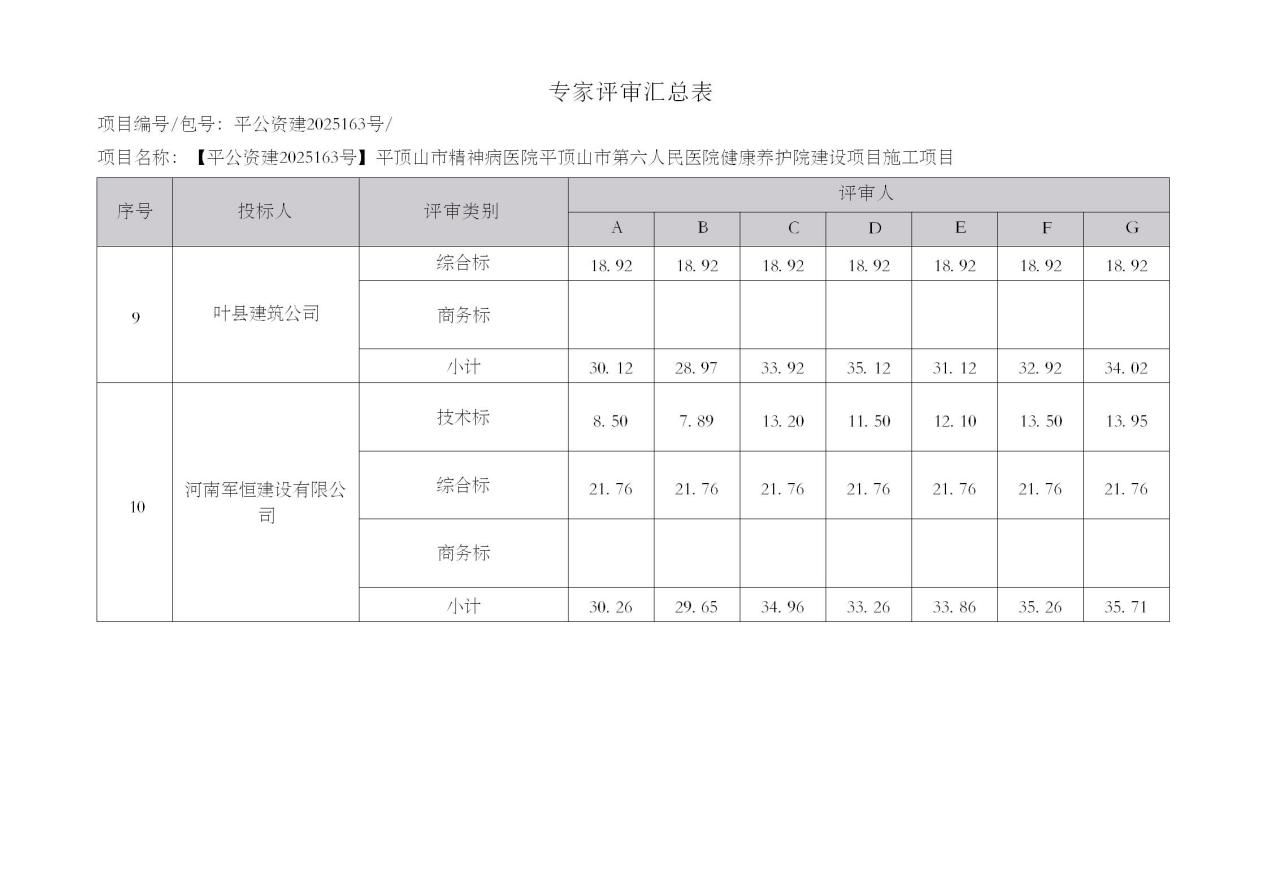 专家评审汇总表
项目编号/包号：平公资建2025163号/
项目名称：【平公资建2025163号】平顶山市精神病医院平顶山市第六人民医院健康养护院建设项目施工项目
序号 投标人 评审类别 评审人
A B C D E F G
9 叶县建筑公司 综合标 18.92 18.92 18.92 18.92 18.92 18.92 18.92
商务标
小计 30.12 28.97 33.92 35.12 31.12 32.92 34.02
10 河南军恒建设有限公 技术标 8.50 7.89 13.20 11.50 12.10 13.50 13.95
司 综合标 21.76 21.76 21.76 21.76 21.76 21.76 21.76
商务标
小计 30.26 29.65 34.96 33.26 33.86 35.26 35.71